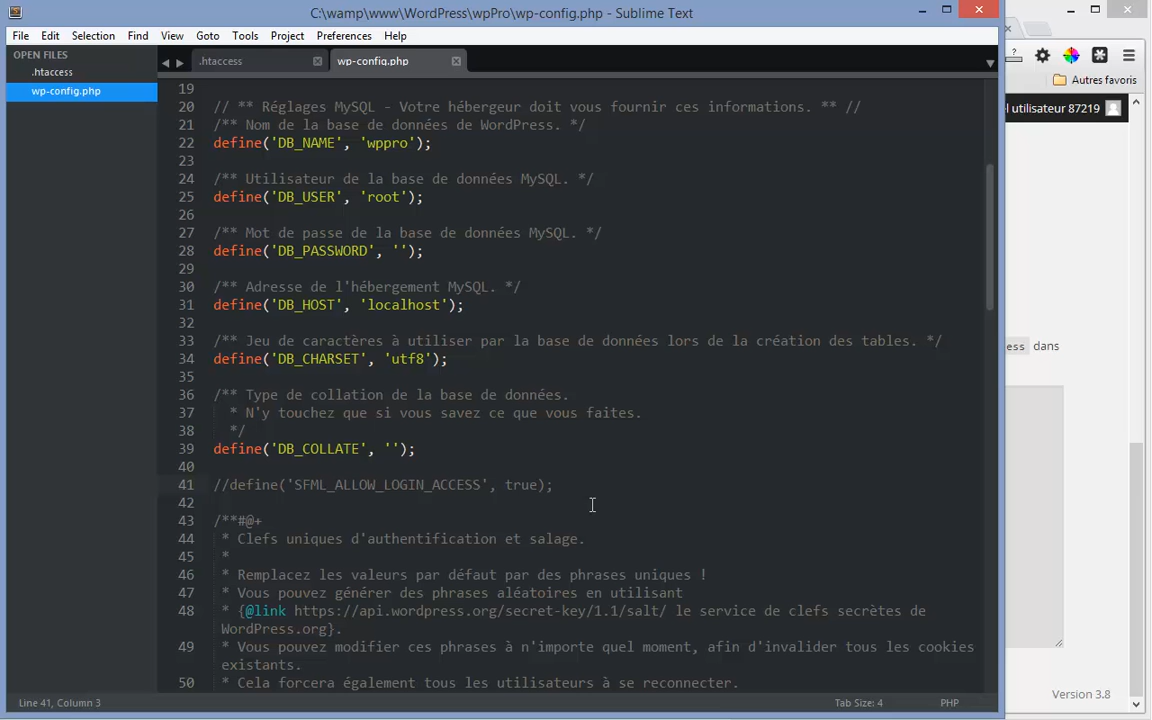 C:\wamp\www\WordPress\wpPro\wp-config.php - Sublime Text
File Edit Selection Find View Goto Tools Project Preferences Help
OPEN FILES
.htaccess
wp-config.php
.htaccess wp-config.php
19
20 // ** Réglages MySQL - Votre hébergeur doit vous fournir ces informations. ** //
21 /** Nom de la base de données de WordPress. */
22 define('DB_NAME', 'wppro');
23
24 /** Utilisateur de la base de données MySQL. */
25 define('DB_USER', 'root');
26
27 /** Mot de passe de la base de données MySQL. */
28 define('DB_PASSWORD', '');
29
30 /** Adresse de l'hébergement MySQL. */
31 define('DB_HOST', 'localhost');
32
33 /** Jeu de caractères à utiliser par la base de données lors de la création des tables. */
34 define('DB_CHARSET', 'utf8');
35
36 /** Type de collation de la base de données.
37 * N'y touchez que si vous savez ce que vous faites.
38 */
39 define('DB_COLLATE', '');
40
41 //define('SFML_ALLOW_LOGIN_ACCESS', true);
42
43 /**#@+
44 * Clefs uniques d'authentification et salage.
45 *
46 * Remplacez les valeurs par défaut par des phrases uniques !
47 * Vous pouvez générer des phrases aléatoires en utilisant
48 * {@link https://api.wordpress.org/secret-key/1.1/salt/ le service de clefs secrètes de
WordPress.org}.
49 * Vous pouvez modifier ces phrases à n'importe quel moment, afin d'invalider tous les cookies
existants.
50 * Cela forcera également tous les utilisateurs à se reconnecter.
Line 41, Column 3 Tab Size: 4 PHP
Autres favoris
utilisateur 87219
ess dans
Version 3.8